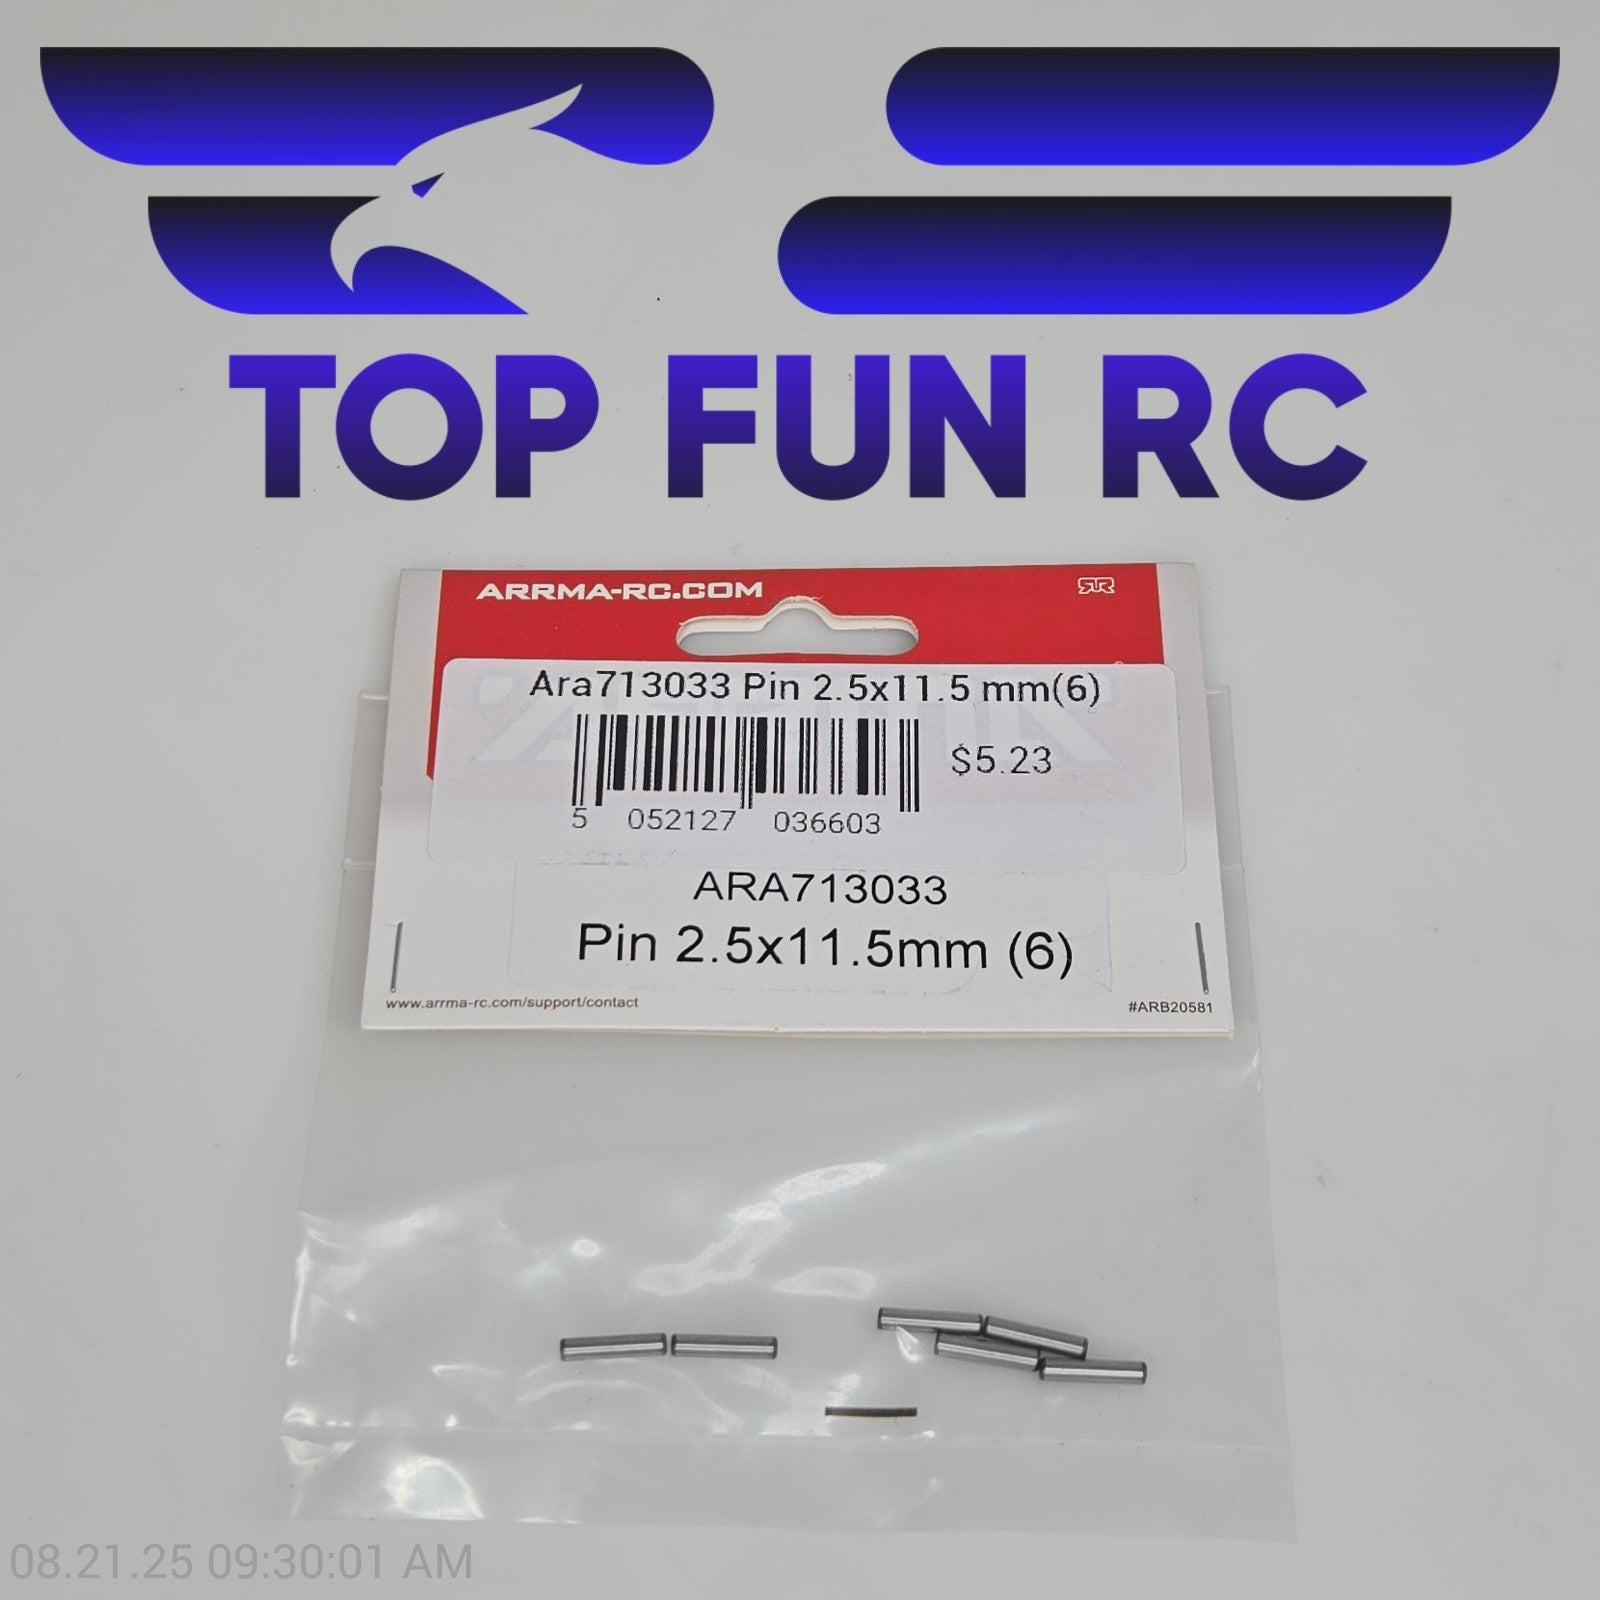 TOP FUN RC
ARRMA-RC.COM
Ara713033 Pin 2.5x11.5 mm(6)
$5.23
5 052127 036603
ARA713033
Pin 2.5x11.5mm (6)
www.arrma-rc.com/support/contact
#ARB20581
08.21.25 09:30:01 AM